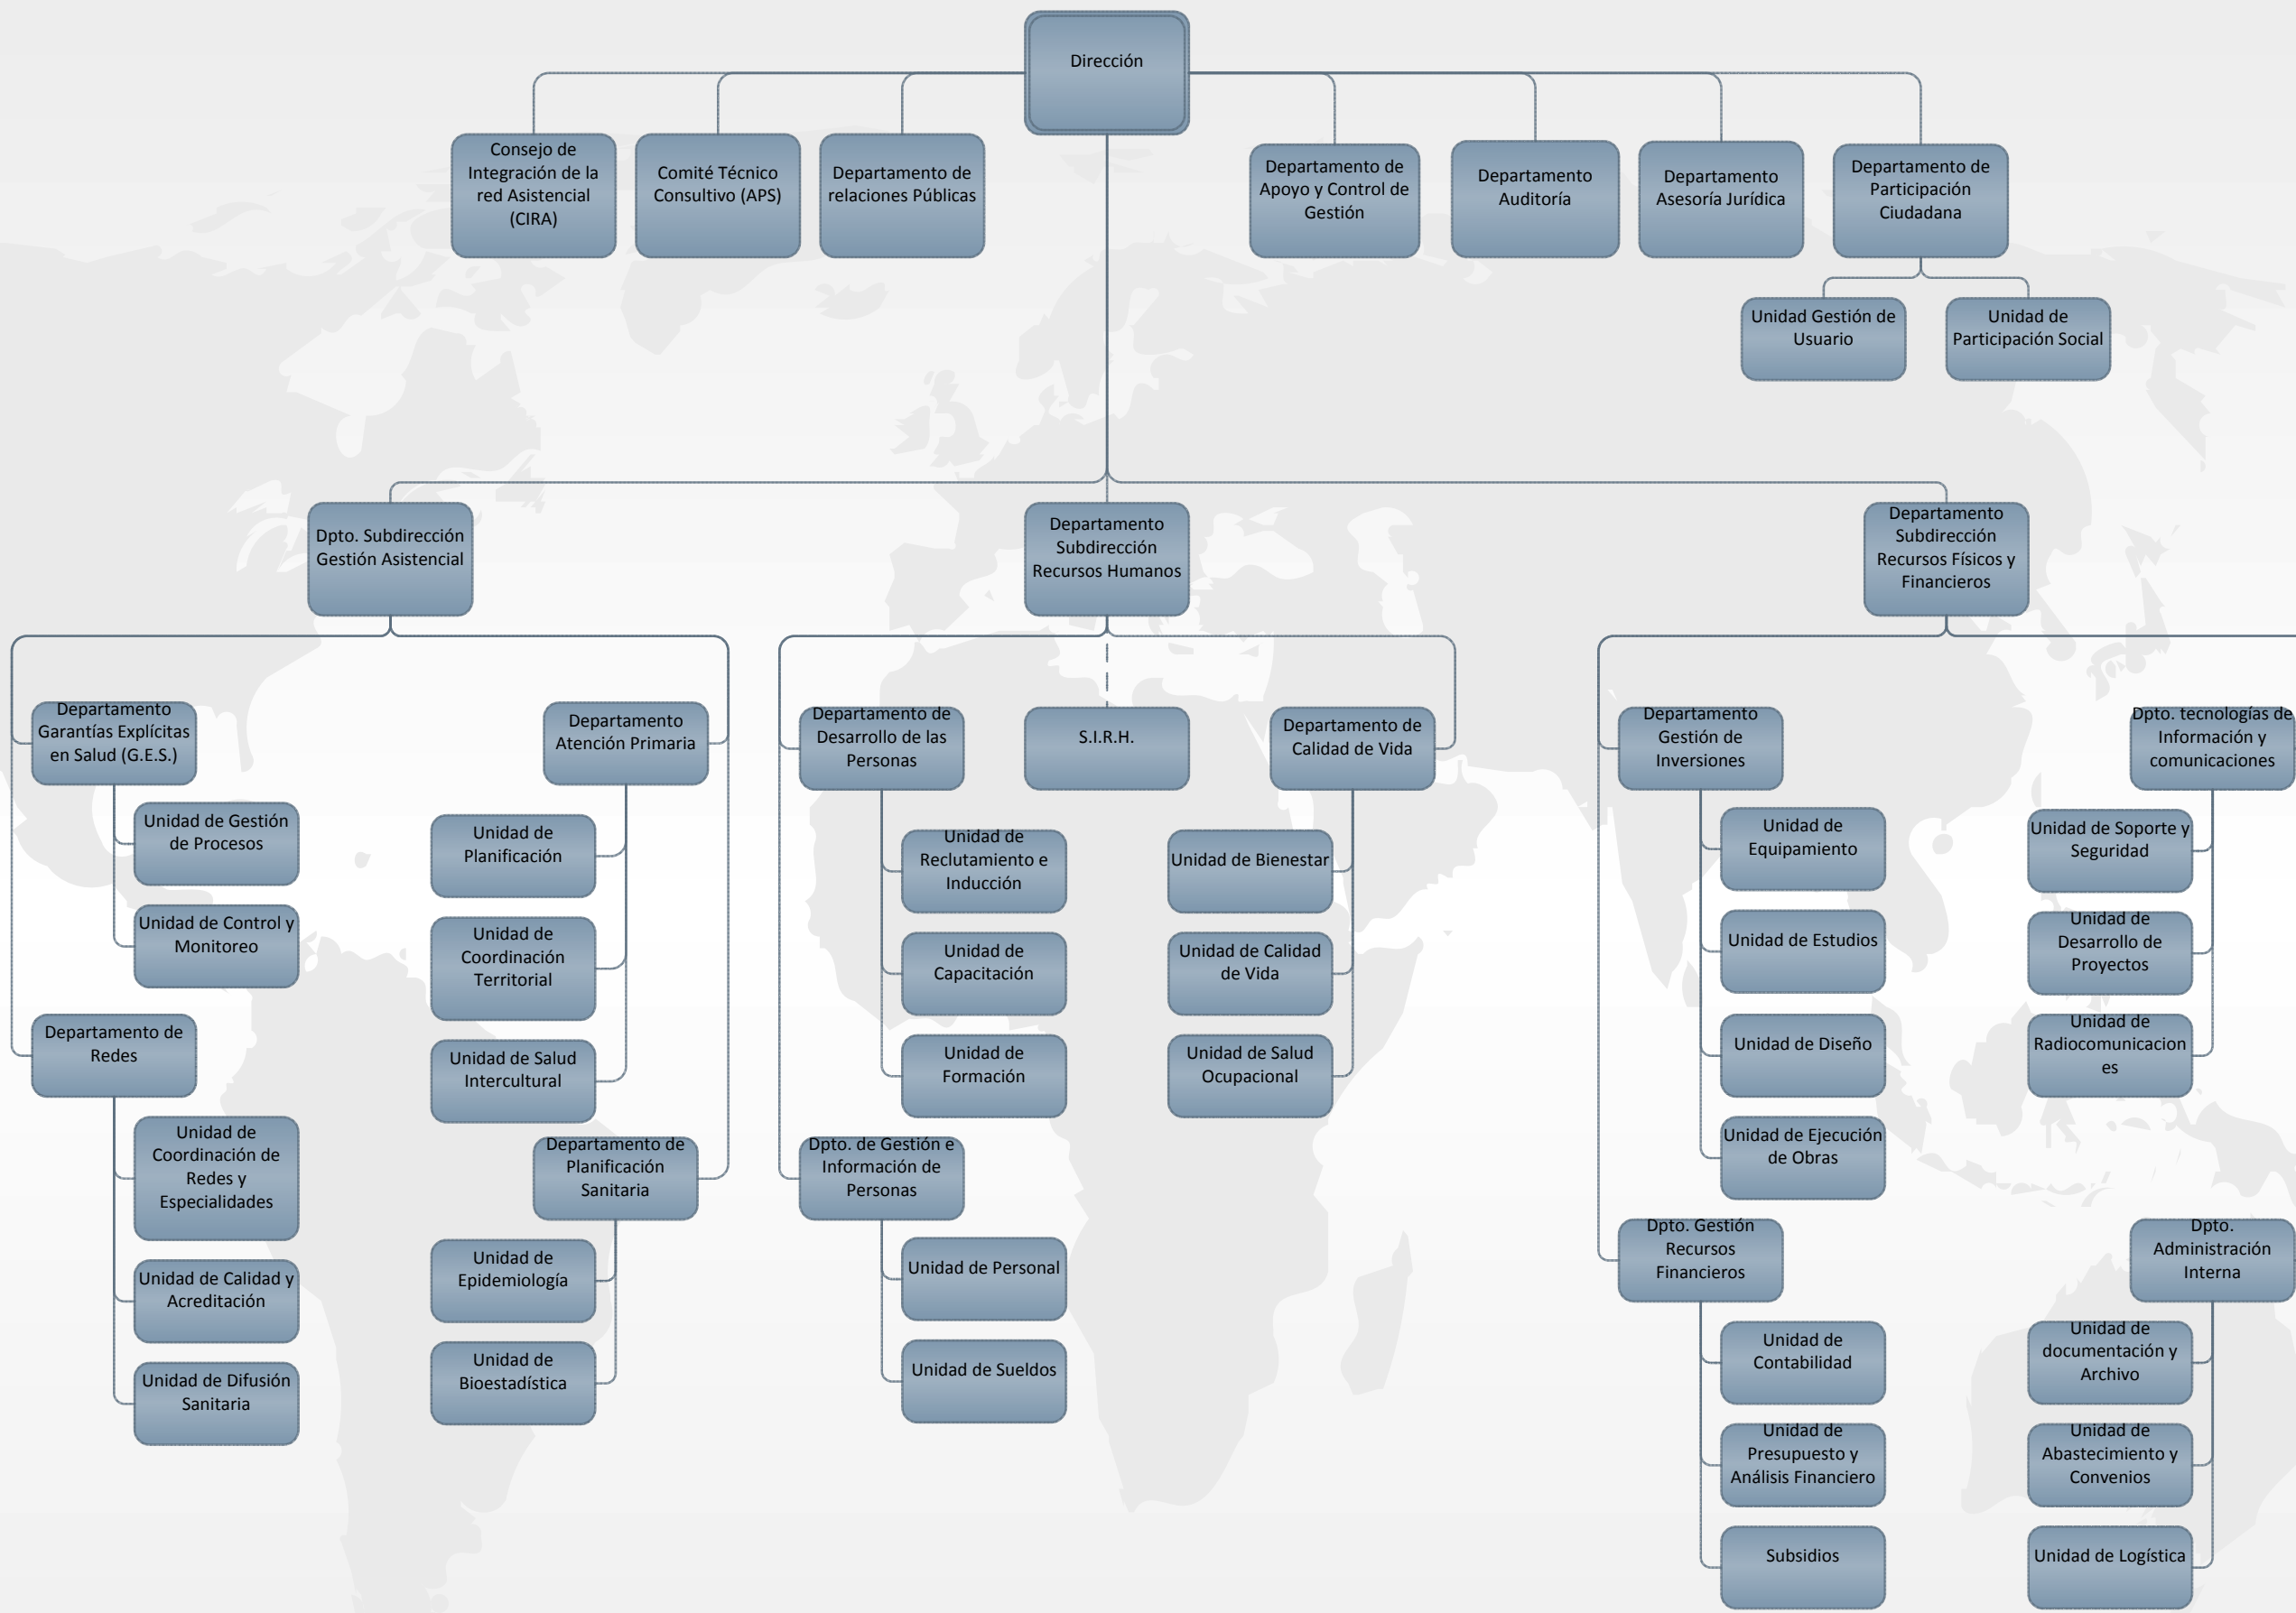 Dirección
Consejo de
Integración de la
red Asistencial
(CIRA)
Comité Técnico
Consultivo (APS)
Departamento de
relaciones Públicas
Departamento de
Apoyo y Control de
Gestión
Departamento
Auditoría
Departamento
Asesoría Jurídica
Departamento de
Participación
Ciudadana
Unidad Gestión de
Usuario
Unidad de
Participación Social
Dpto. Subdirección
Gestión Asistencial
Departamento
Subdirección
Recursos Humanos
Departamento
Subdirección
Recursos Físicos y
Financieros
Departamento
Garantías Explícitas
en Salud (G.E.S.)
Unidad de Gestión
de Procesos
Unidad de Control y
Monitoreo
Departamento de
Redes
Unidad de
Coordinación de
Redes y
Especialidades
Unidad de Calidad y
Acreditación
Unidad de Difusión
Sanitaria
Departamento
Atención Primaria
Unidad de
Planificación
Unidad de
Coordinación
Territorial
Unidad de Salud
Intercultural
Departamento de
Planificación
Sanitaria
Unidad de
Epidemiología
Unidad de
Bioestadística
Departamento de
Desarrollo de las
Personas
Unidad de
Reclutamiento e
Inducción
Unidad de
Capacitación
Unidad de
Formación
Dpto. de Gestión e
Información de
Personas
Unidad de Personal
Unidad de Sueldos
S.I.R.H.
Departamento de
Calidad de Vida
Unidad de Bienestar
Unidad de Calidad
de Vida
Unidad de Salud
Ocupacional
Departamento
Gestión de
Inversiones
Unidad de
Equipamiento
Unidad de Estudios
Unidad de Diseño
Unidad de Ejecución
de Obras
Dpto. Gestión
Recursos
Financieros
Unidad de
Contabilidad
Unidad de
Presupuesto y
Análisis Financiero
Subsidios
Dpto. tecnologías de
Información y
comunicaciones
Unidad de Soporte y
Seguridad
Unidad de
Desarrollo de
Proyectos
Unidad de
Radiocomunicacion
es
Dpto.
Administración
Interna
Unidad de
documentación y
Archivo
Unidad de
Abastecimiento y
Convenios
Unidad de Logística